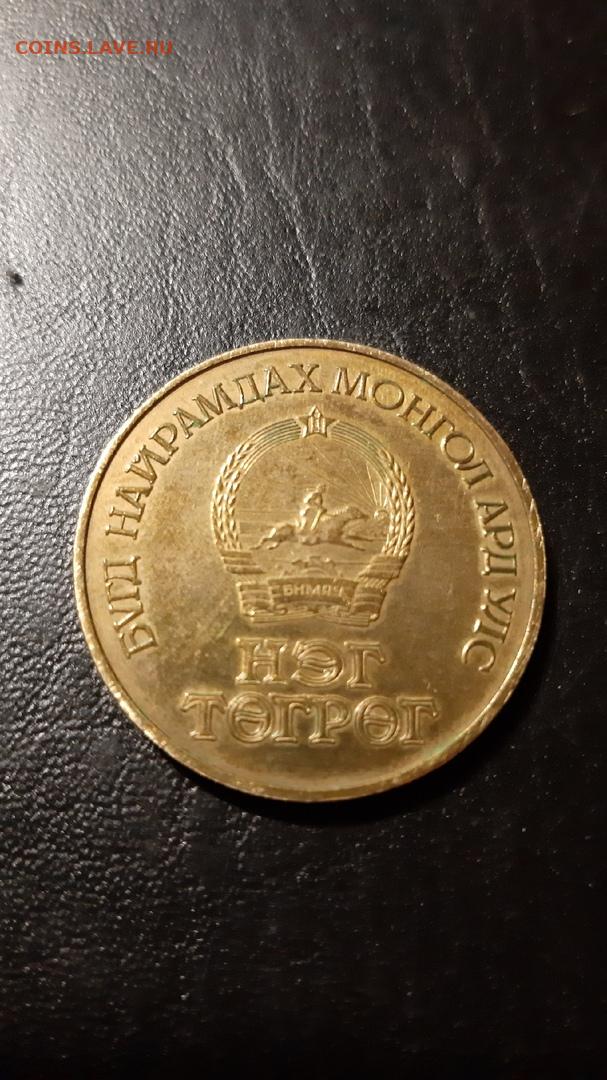 COINS.LAVE.RU
БҮГД НАЙРАМДАХ МОНГОЛ АРД УЛС
БНМАУ
НЭГ
ТӨГРӨГ